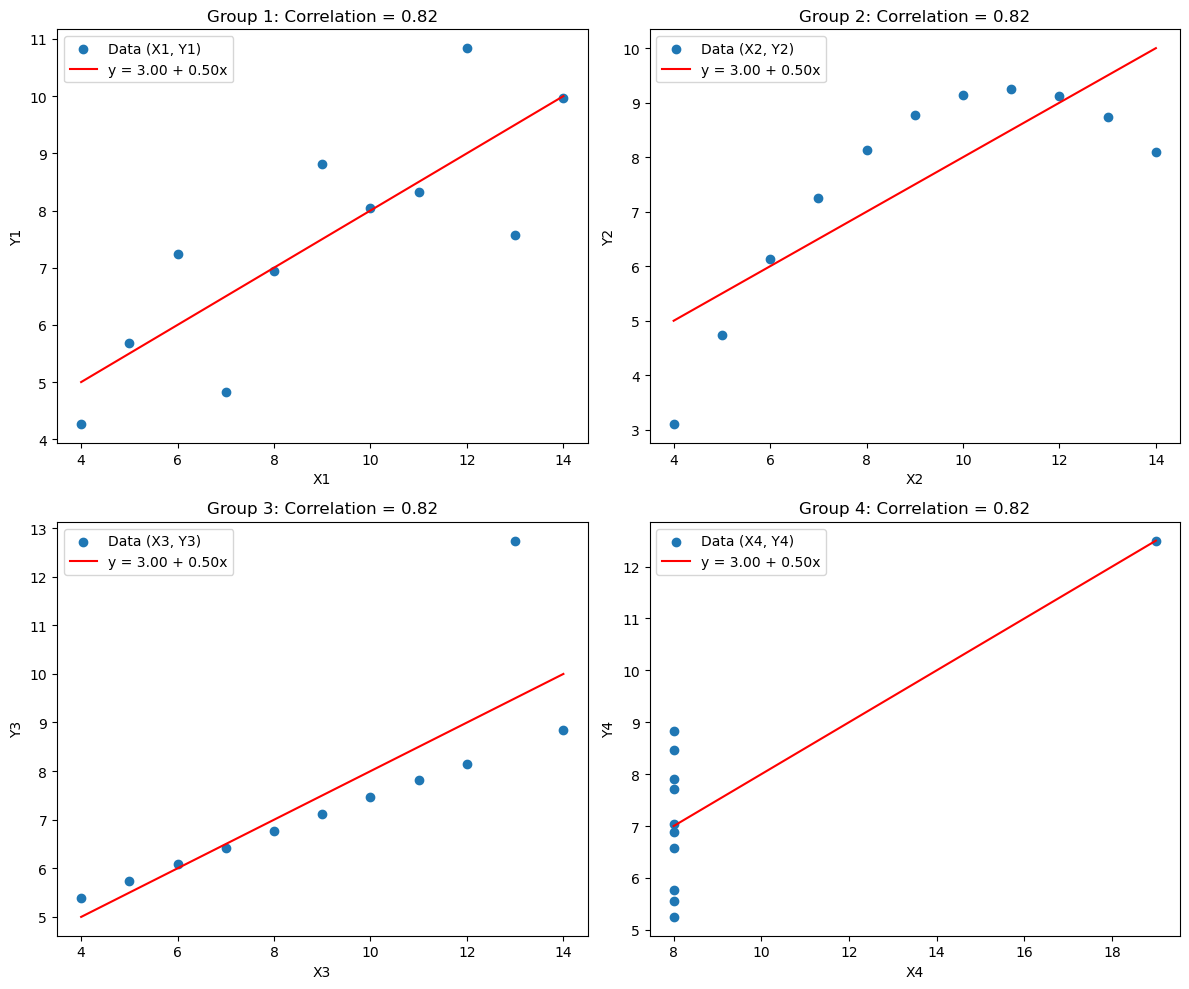 Group 1: Correlation = 0.82
Data (X1, Y1)
y = 3.00 + 0.50x
11
10
9
8
7
6
5
4
Y1
4
6
8
10
12
14
X1
Group 2: Correlation = 0.82
Data (X2, Y2)
y = 3.00 + 0.50x
10
9
8
7
6
5
4
3
Y2
4
6
8
10
12
14
X2
Group 3: Correlation = 0.82
Data (X3, Y3)
y = 3.00 + 0.50x
13
12
11
10
9
8
7
6
5
Y3
4
6
8
10
12
14
X3
Group 4: Correlation = 0.82
Data (X4, Y4)
y = 3.00 + 0.50x
12
11
10
9
8
7
6
5
Y4
8
10
12
14
16
18
X4